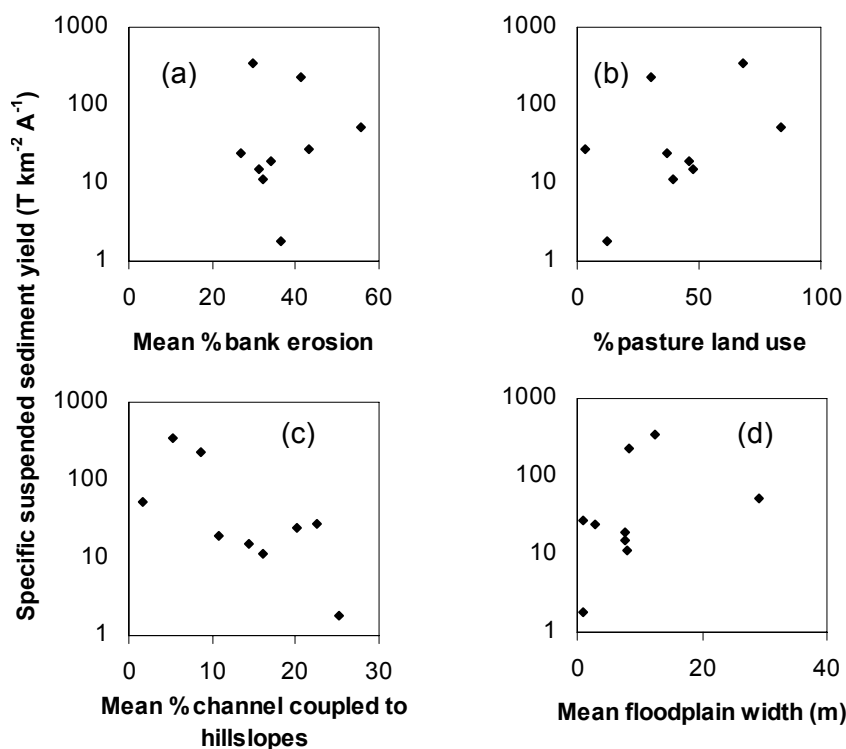 Specific suspended sediment yield (T km⁻² A⁻¹)
1000
100
10
1
(a)
0 20 40 60
Mean % bank erosion
1000
100
10
1
(b)
0 50 100
% pasture land use
1000
100
10
1
(c)
0 10 20 30
Mean % channel coupled to
hillslopes
1000
100
10
1
(d)
0 20 40
Mean floodplain width (m)